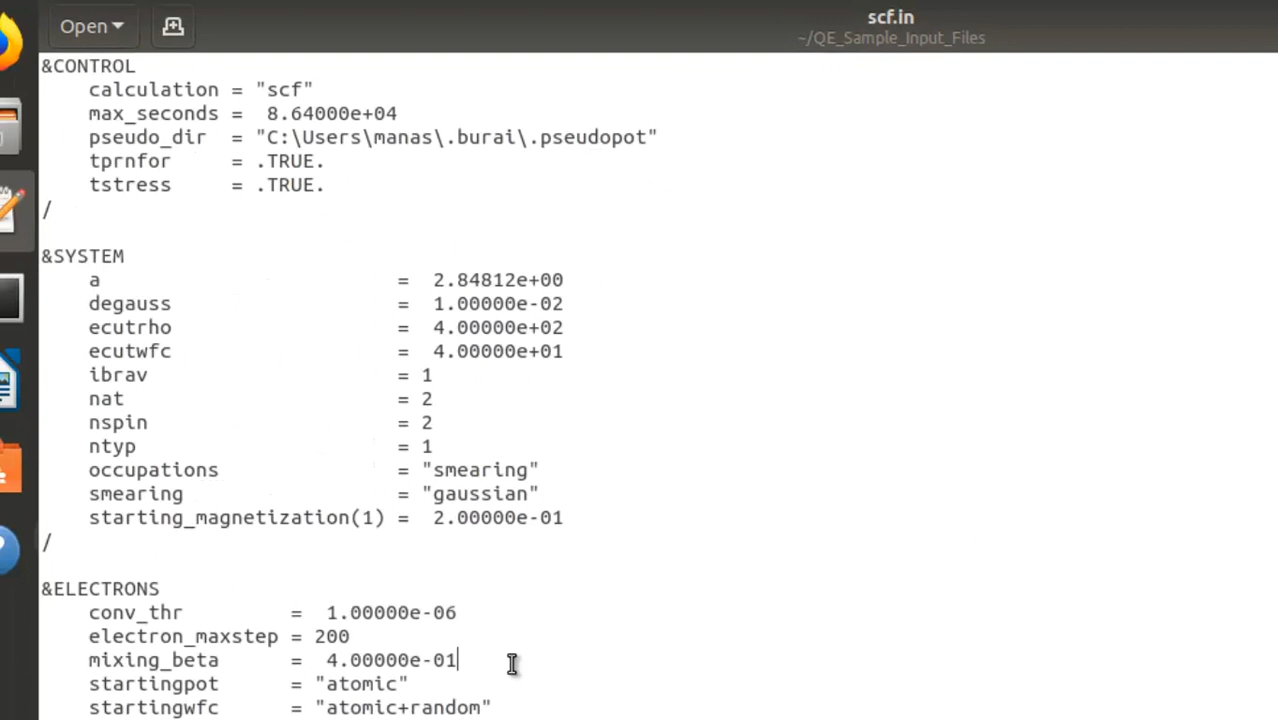 Open
scf.in
~/QE_Sample_Input_Files
&CONTROL
calculation = "scf"
max_seconds =  8.64000e+04
pseudo_dir  = "C:\Users\manas\.burai\.pseudopot"
tprnfor     = .TRUE.
tstress     = .TRUE.
/
&SYSTEM
a                         =  2.84812e+00
degauss                   =  1.00000e-02
ecutrho                   =  4.00000e+02
ecutwfc                   =  4.00000e+01
ibrav                     = 1
nat                       = 2
nspin                     = 2
ntyp                      = 1
occupations               = "smearing"
smearing                  = "gaussian"
starting_magnetization(1) =  2.00000e-01
/
&ELECTRONS
conv_thr         =  1.00000e-06
electron_maxstep = 200
mixing_beta      =  4.00000e-01
startingpot      = "atomic"
startingwfc      = "atomic+random"